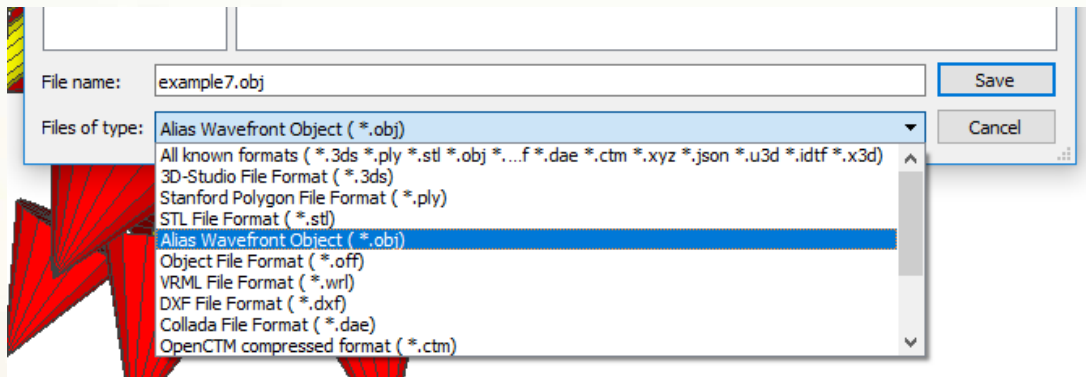 File name: example7.obj Save
Files of type: Alias Wavefront Object ( *.obj) Cancel
All known formats ( *.3ds *.ply *.stl *.obj *....f *.dae *.ctm *.xyz *.json *.u3d *.idtf *.x3d)
3D-Studio File Format ( *.3ds)
Stanford Polygon File Format ( *.ply)
STL File Format ( *.stl)
Alias Wavefront Object ( *.obj)
Object File Format ( *.off)
VRML File Format ( *.wrl)
DXF File Format ( *.dxf)
Collada File Format ( *.dae)
OpenCTM compressed format ( *.ctm)